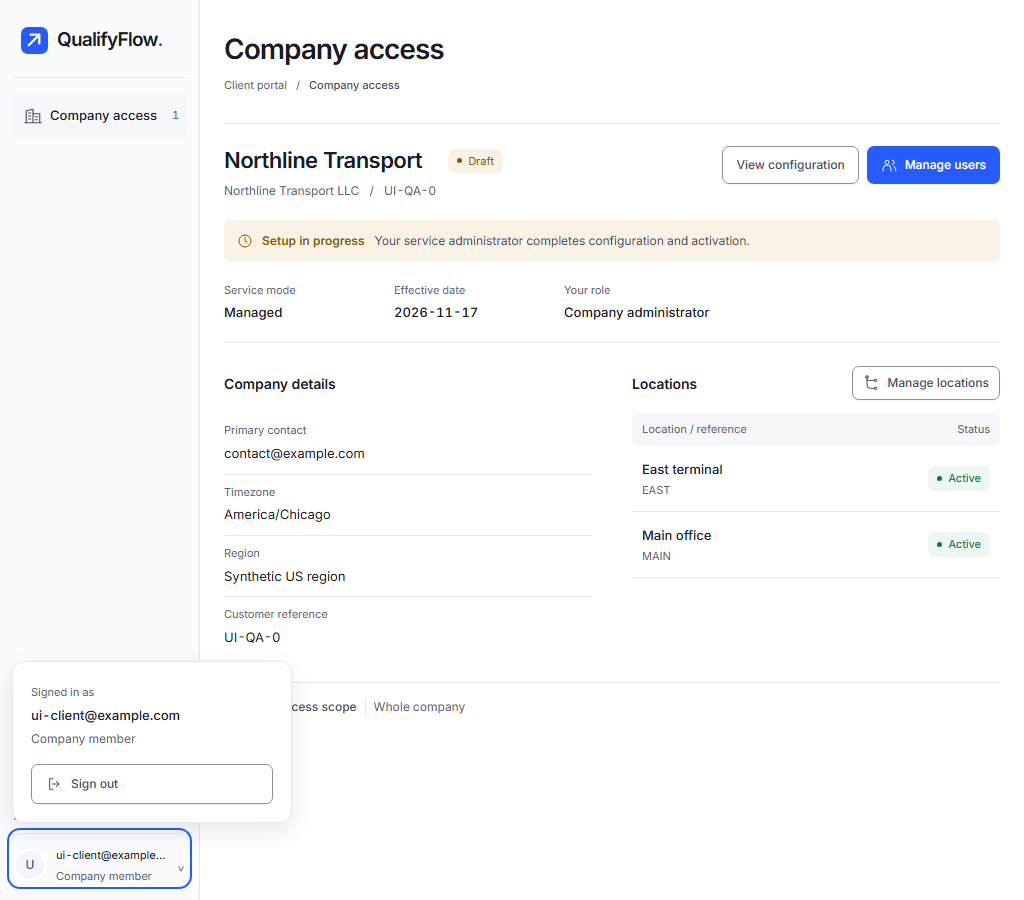 QualifyFlow.
Company access 1
Company access
Client portal / Company access
Northline Transport
Draft
View configuration
Manage users
Northline Transport LLC / UI-QA-0
Setup in progress Your service administrator completes configuration and activation.
Service mode
Managed
Effective date
2026-11-17
Your role
Company administrator
Company details
Primary contact
contact@example.com
Timezone
America/Chicago
Region
Synthetic US region
Customer reference
UI-QA-0
Locations
Manage locations
Location / reference Status
East terminal
EAST
Active
Main office
MAIN
Active
cess scope Whole company
Signed in as
ui-client@example.com
Company member
Sign out
U
ui-client@example...
Company member